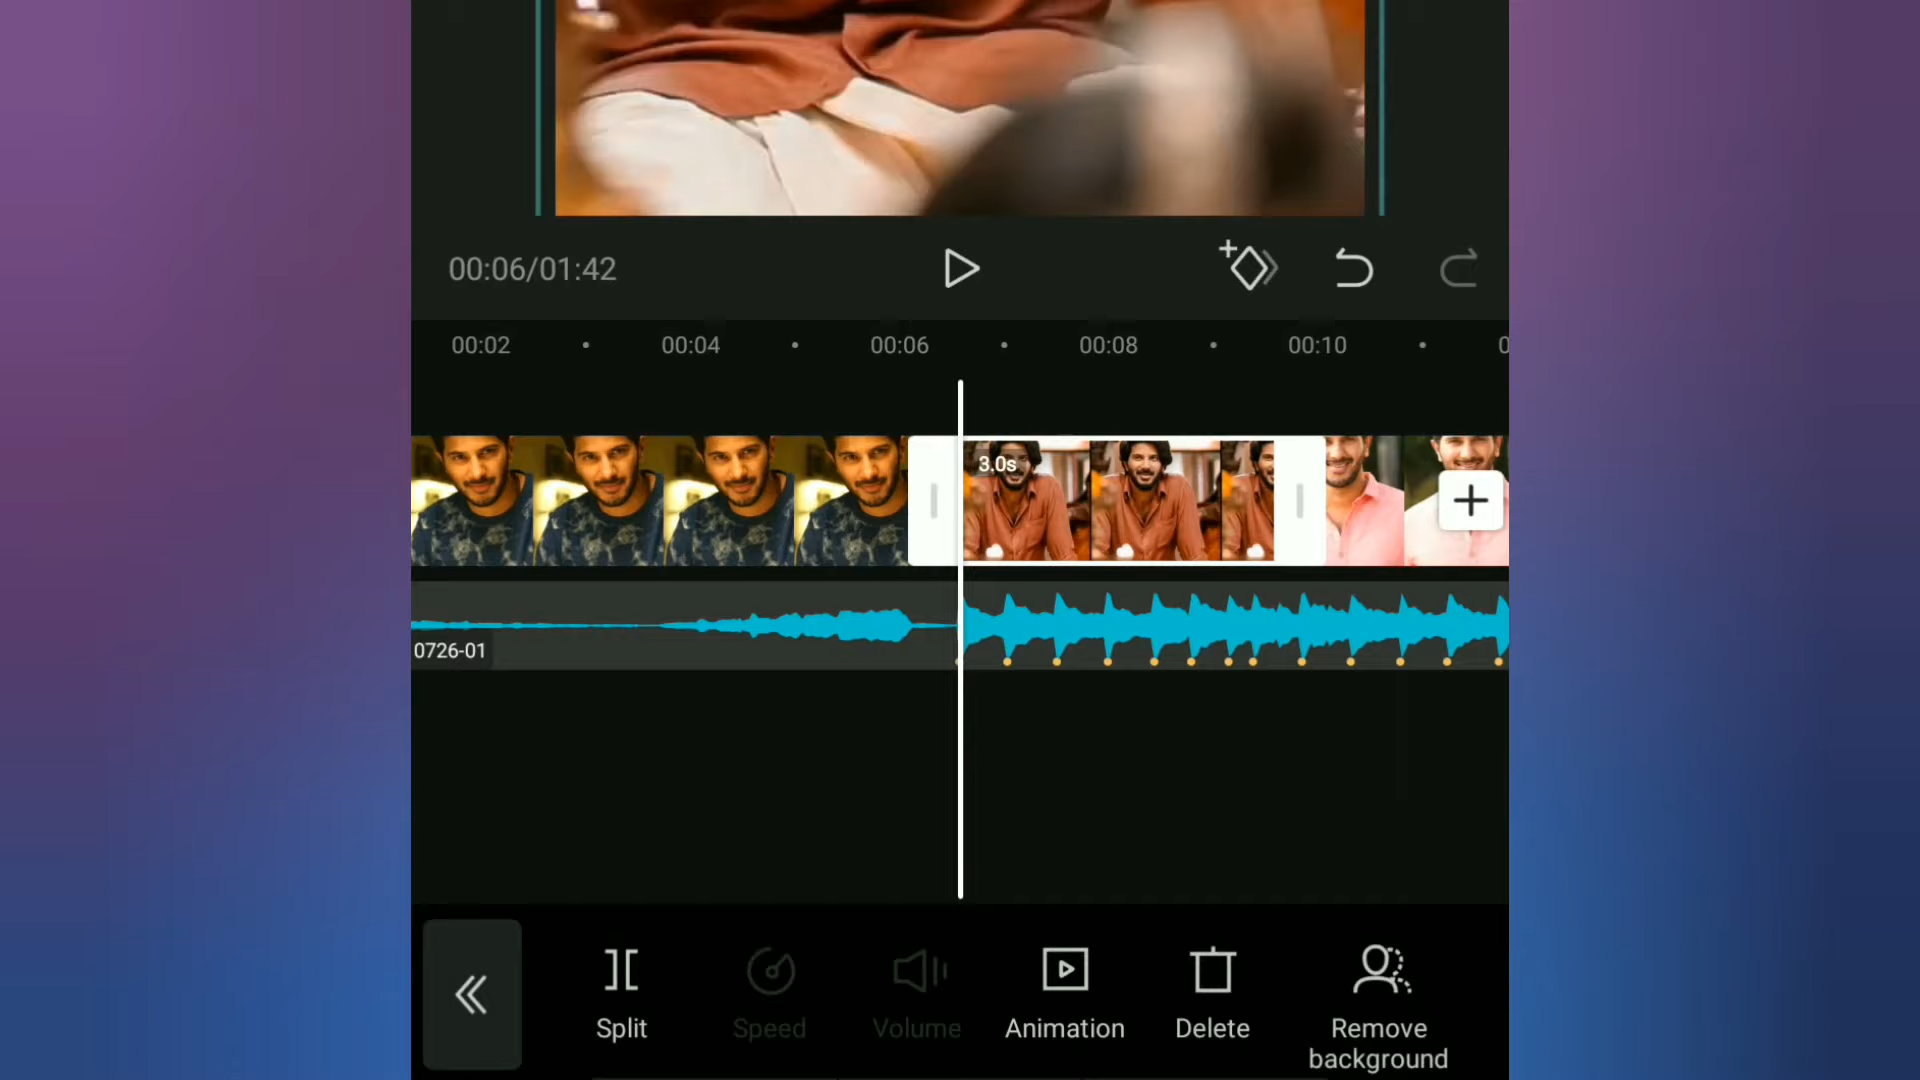 00:06/01:42
00:02 00:04 00:06 00:08 00:10 0
3.0s
0726-01
Split Speed Volume Animation Delete Remove background